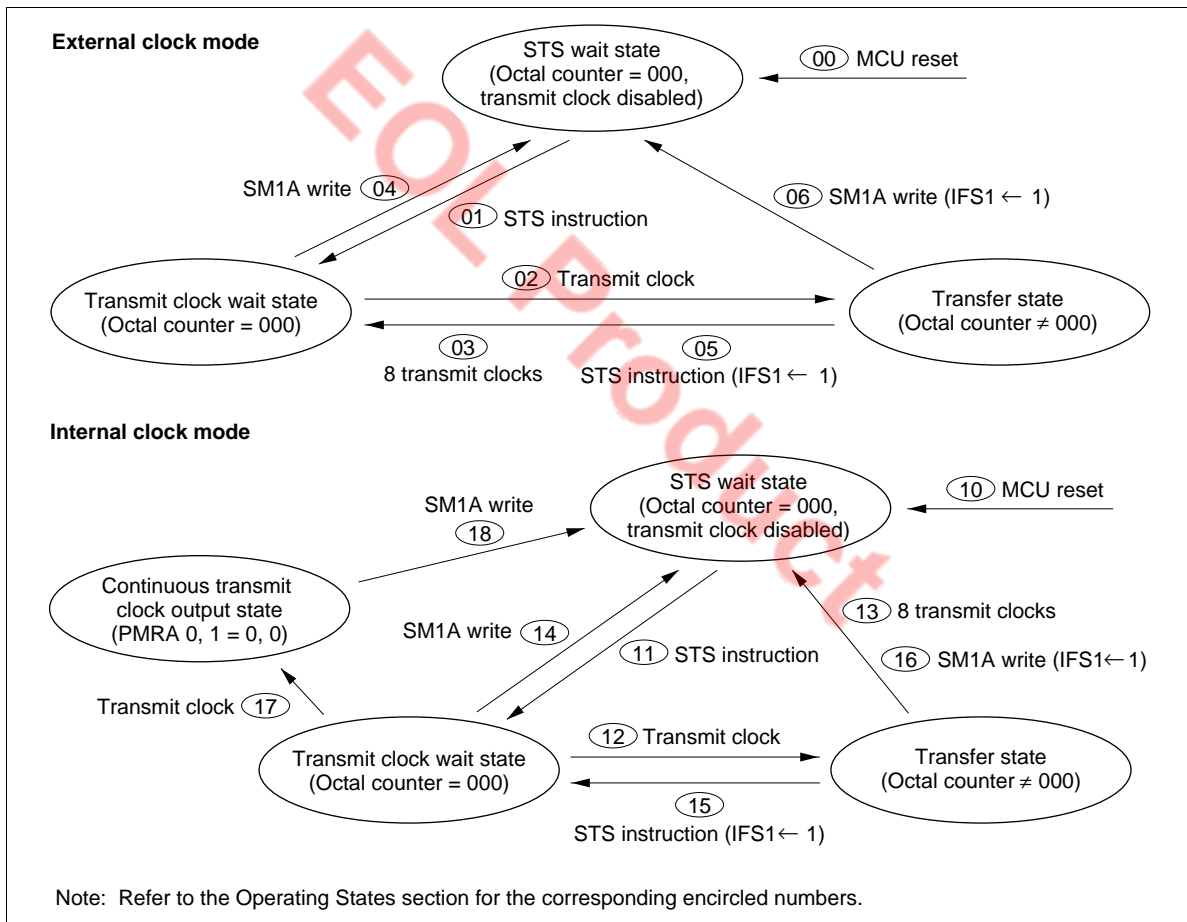 External clock mode
STS wait state
(Octal counter = 000,
transmit clock disabled)
00 MCU reset
SM1A write 04
01 STS instruction
06 SM1A write (IFS1 ← 1)
02 Transmit clock
Transmit clock wait state
(Octal counter = 000)
Transfer state
(Octal counter ≠ 000)
03
8 transmit clocks
05
STS instruction (IFS1 ← 1)
Internal clock mode
STS wait state
(Octal counter = 000,
transmit clock disabled)
10 MCU reset
SM1A write
18
Continuous transmit
clock output state
(PMRA 0, 1 = 0, 0)
SM1A write 14
11 STS instruction
13 8 transmit clocks
16 SM1A write (IFS1← 1)
Transmit clock 17
12 Transmit clock
Transmit clock wait state
(Octal counter = 000)
Transfer state
(Octal counter ≠ 000)
15
STS instruction (IFS1← 1)
Note: Refer to the Operating States section for the corresponding encircled numbers.
EOL Product